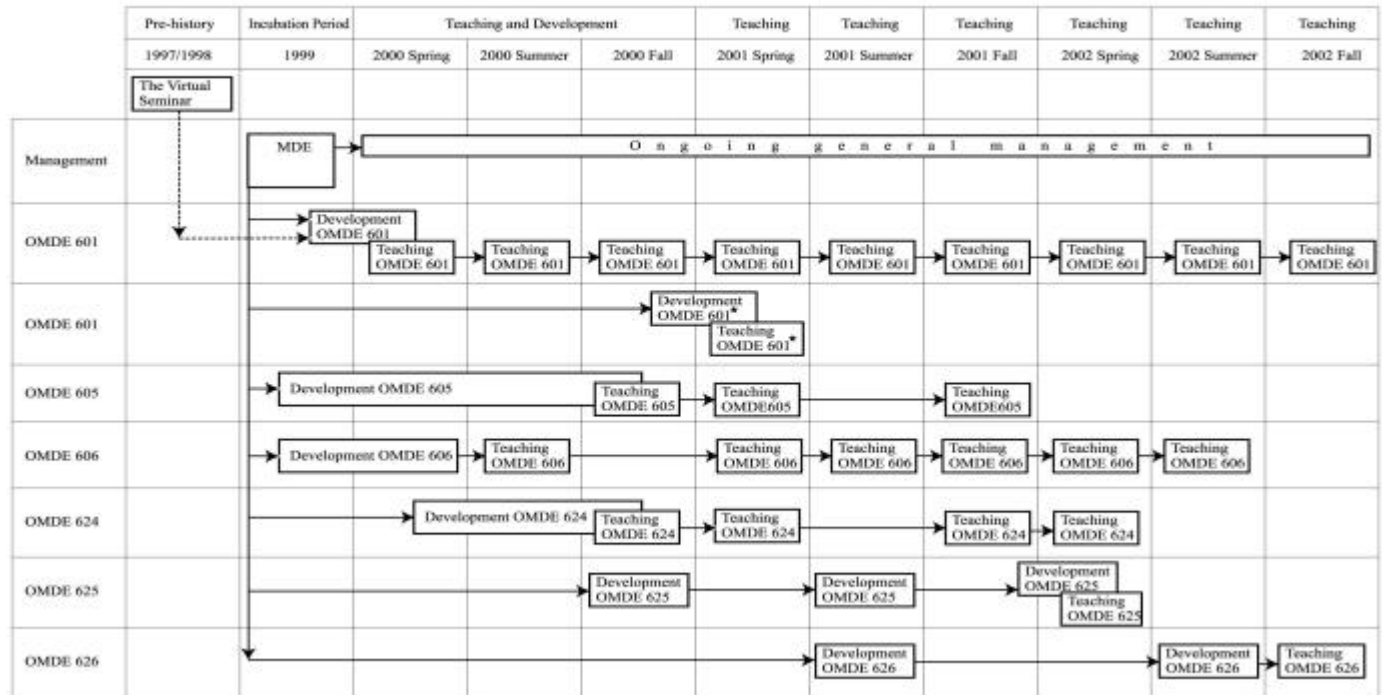 Pre-history Incubation Period Teaching and Development Teaching Teaching Teaching Teaching Teaching Teaching
1997/1998 1999 2000 Spring 2000 Summer 2000 Fall 2001 Spring 2001 Summer 2001 Fall 2002 Spring 2002 Summer 2002 Fall
The Virtual
Seminar
Management
MDE
Ongoing general management
OMDE 601
Development
OMDE 601
Teaching
OMDE 601
Teaching
OMDE 601
Teaching
OMDE 601
Teaching
OMDE 601
Teaching
OMDE 601
Teaching
OMDE 601
Teaching
OMDE 601
Teaching
OMDE 601
Teaching
OMDE 601
OMDE 601
Development
OMDE 601*
Teaching
OMDE 601*
OMDE 605
Development OMDE 605
Teaching
OMDE 605
Teaching
OMDE605
Teaching
OMDE605
OMDE 606
Development OMDE 606
Teaching
OMDE 606
Teaching
OMDE 606
Teaching
OMDE 606
Teaching
OMDE 606
Teaching
OMDE 606
Teaching
OMDE 606
OMDE 624
Development OMDE 624
Teaching
OMDE 624
Teaching
OMDE 624
Teaching
OMDE 624
Teaching
OMDE 624
OMDE 625
Development
OMDE 625
Development
OMDE 625
Development
OMDE 625
Teaching
OMDE 625
OMDE 626
Development
OMDE 626
Development
OMDE 626
Teaching
OMDE 626